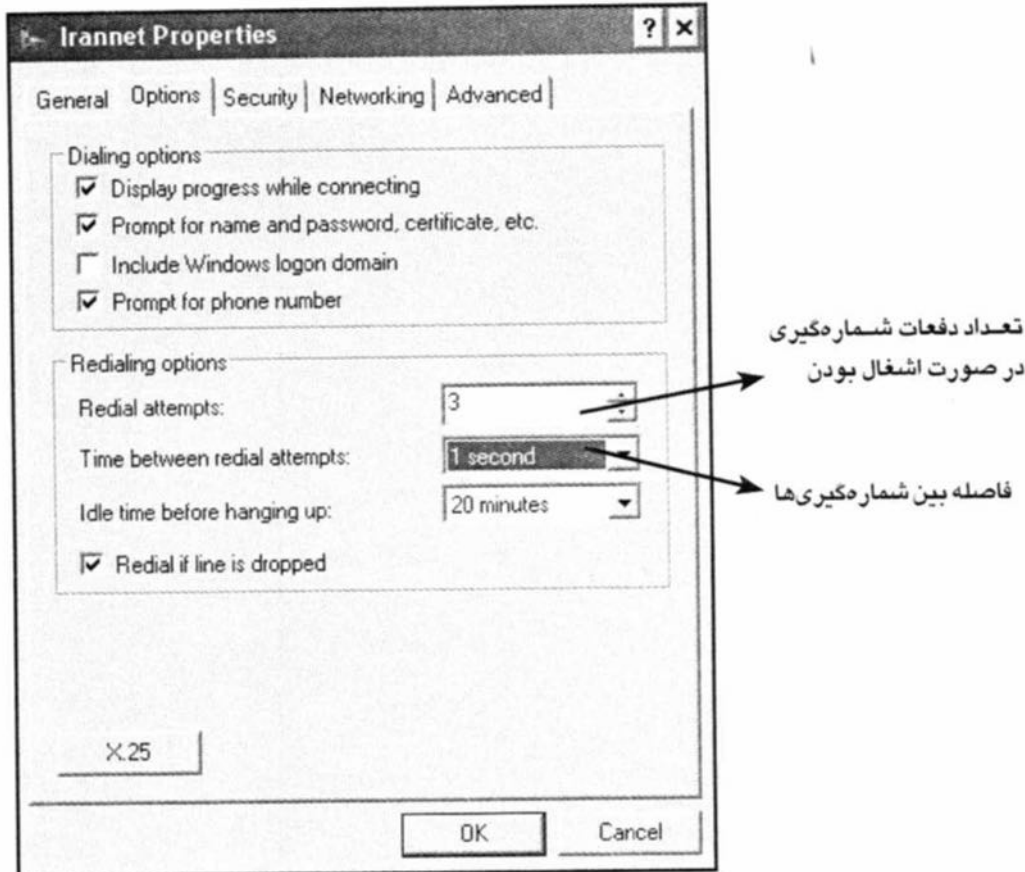 Irannet Properties
General Options Security Networking Advanced
Dialing options
Display progress while connecting
Prompt for name and password, certificate, etc.
Include Windows logon domain
Prompt for phone number
Redialing options
Redial attempts: 3
Time between redial attempts: 1 second
Idle time before hanging up: 20 minutes
Redial if line is dropped
X.25
OK Cancel
تعداد دفعات شماره‌گیری
در صورت اشغال بودن
فاصله بین شماره‌گیری‌ها